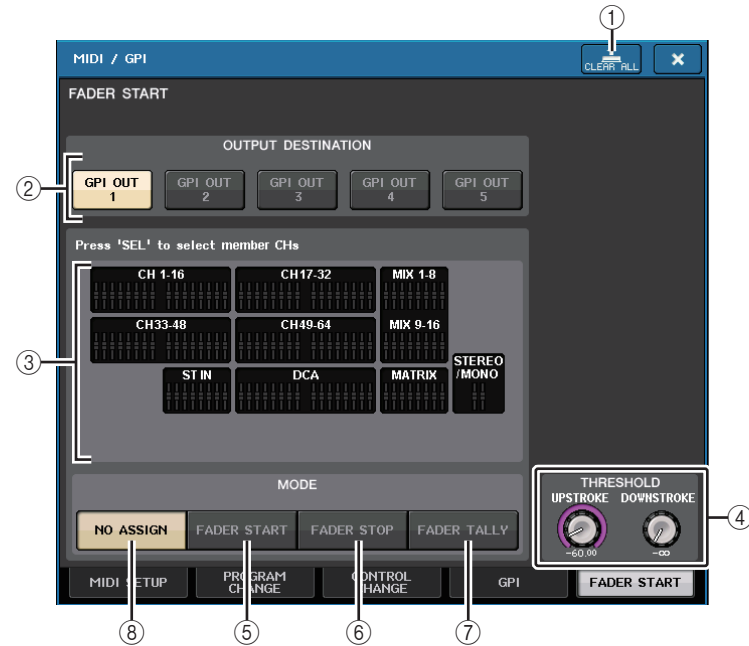 ①
MIDI / GPI
CLEAR ALL
×
FADER START
OUTPUT DESTINATION
②
GPI OUT 1
GPI OUT 2
GPI OUT 3
GPI OUT 4
GPI OUT 5
Press 'SEL' to select member CHs
③
CH 1-16
CH17-32
MIX 1-8
CH33-48
CH49-64
MIX 9-16
ST IN
DCA
MATRIX
STEREO /MONO
MODE
NO ASSIGN
FADER START
FADER STOP
FADER TALLY
THRESHOLD
UPSTROKE
DOWNSTROKE
④
-60.00
-∞
MIDI SETUP
PROGRAM CHANGE
CONTROL CHANGE
GPI
FADER START
⑧
⑤
⑥
⑦